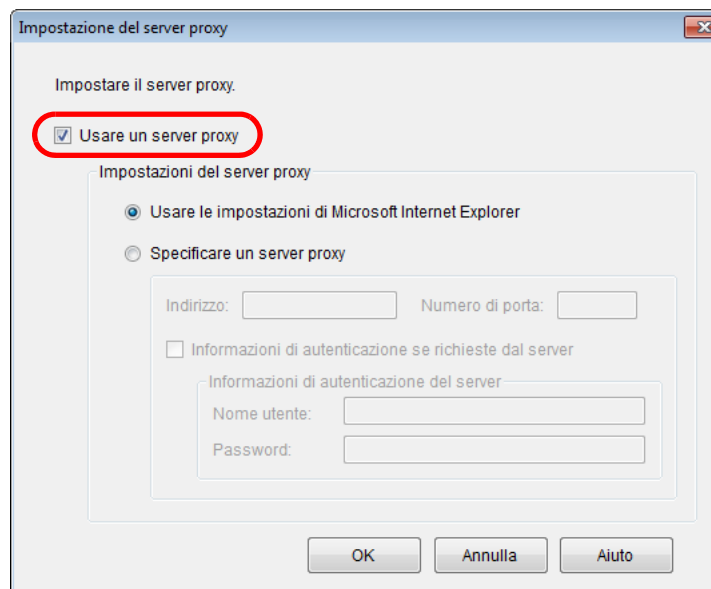 Impostazione del server proxy
Impostare il server proxy.
Usare un server proxy
Impostazioni del server proxy
Usare le impostazioni di Microsoft Internet Explorer
Specificare un server proxy
Indirizzo: Numero di porta:
Informazioni di autenticazione se richieste dal server
Informazioni di autenticazione del server
Nome utente:
Password:
OK Annulla Aiuto